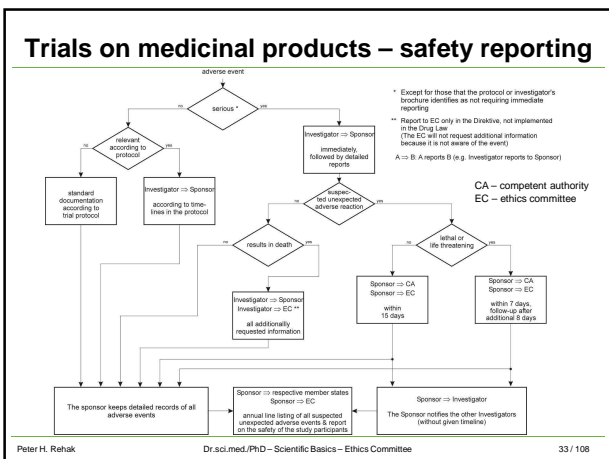 Trials on medicinal products – safety reporting
adverse event
no
serious *
yes
* Except for those that the protocol or investigator's
brochure identifies as not requiring immediate
reporting
** Report to EC only in the Direktive, not implemented
in the Drug Law
(The EC will not request additional information
because it is not aware of the event)
A ⇒ B: A reports B (e.g. Investigator reports to Sponsor)
CA – competent authority
EC – ethics committee
no
relevant
according to
protocol
yes
Investigator ⇒ Sponsor
immediately,
followed by detailed
reports
standard
documentation
according to
trial protocol
Investigator ⇒ Sponsor
according to time-
lines in the protocol
no
suspec-
ted unexpected
adverse reaction
yes
results in death
yes
no
lethal or
life threatening
yes
Investigator ⇒ Sponsor
Investigator ⇒ EC **
all additionallly
requested information
Sponsor ⇒ CA
Sponsor ⇒ EC
within
15 days
Sponsor ⇒ CA
Sponsor ⇒ EC
within 7 days,
follow-up after
additional 8 days
The sponsor keeps detailed records of all
adverse events
Sponsor ⇒ respective member states
Sponsor ⇒ EC
annual line listing of all suspected
unexpected adverse events & report
on the safety of the study participants
Sponsor ⇒ Investigator
The Sponsor notifies the other Investigators
(without given timeline)
Peter H. Rehak
Dr.sci.med./PhD – Scientific Basics – Ethics Committee
33 / 108